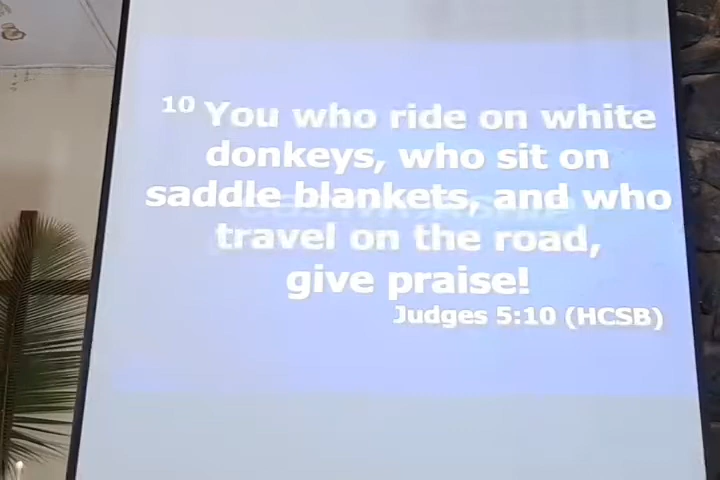 10 You who ride on white
donkeys, who sit on
saddle blankets, and who
travel on the road,
give praise!
Judges 5:10 (HCSB)